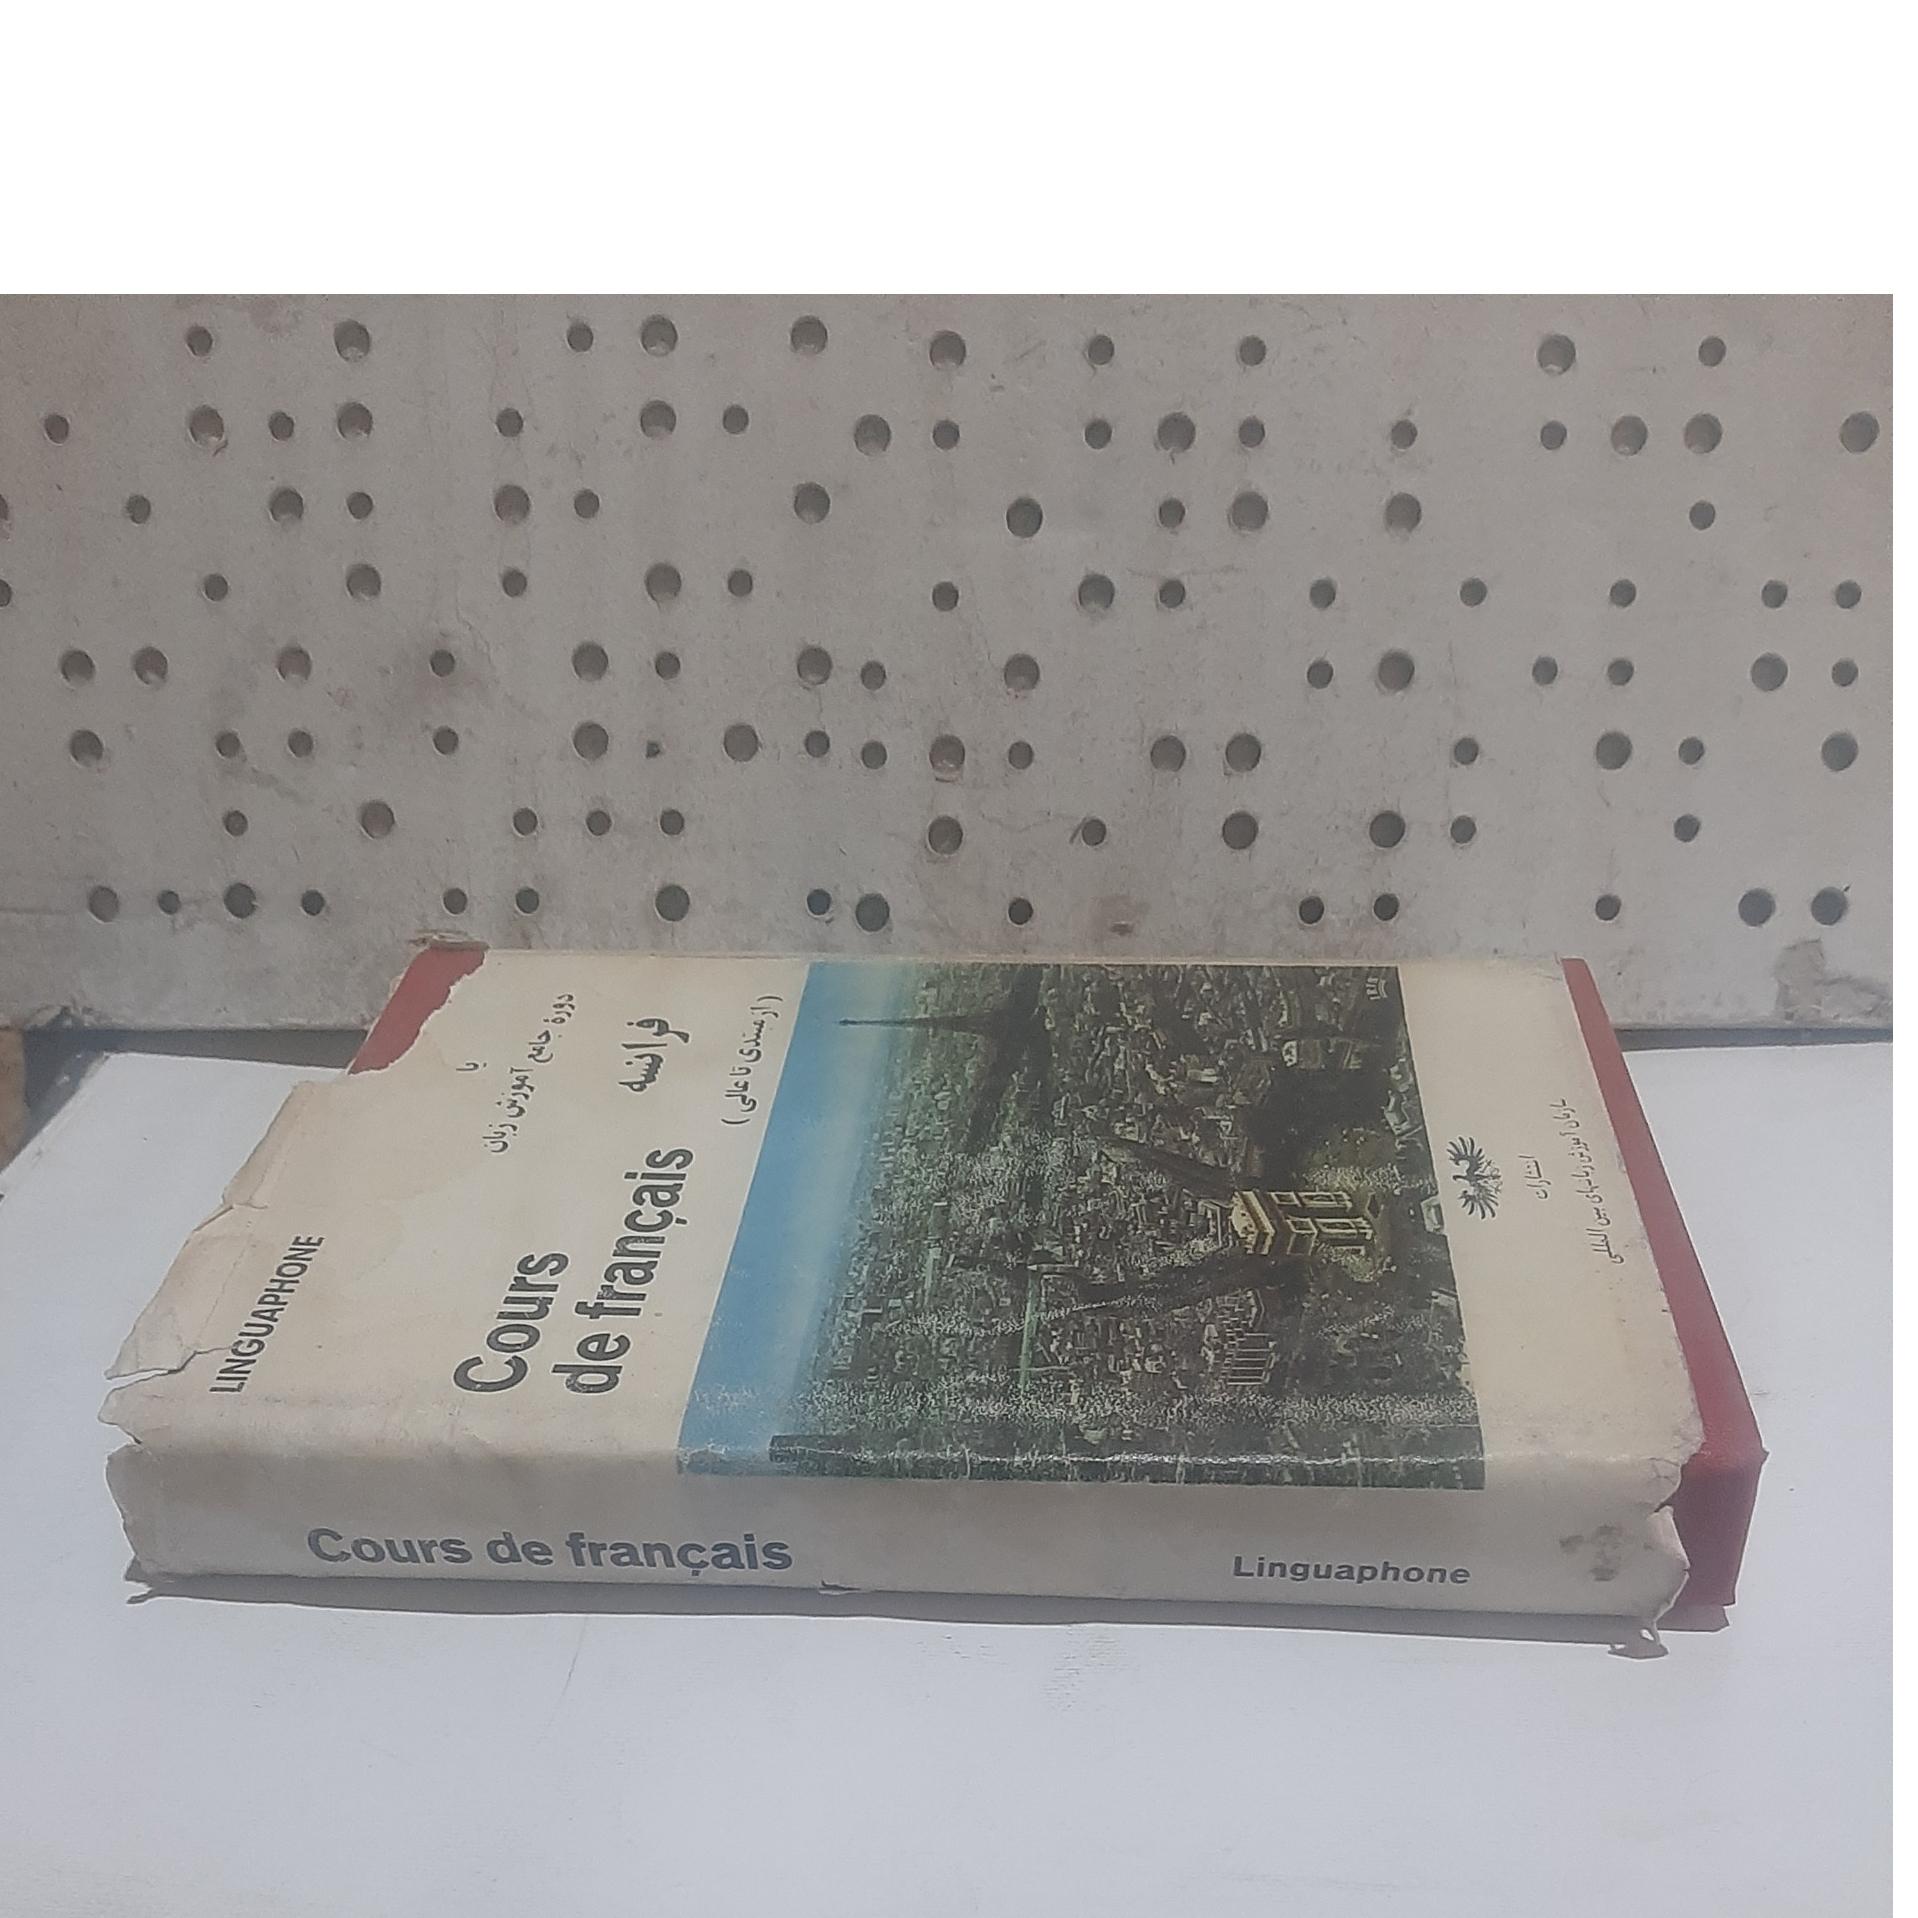 LINGUAPHONE
با
دورهٔ جامع آموزش زبان
Cours
de français
فرانسه
(از مبتدی تا عالی)
انتشارات
سازمان آموزش زبانهای بین المللی
Cours de français
Linguaphone